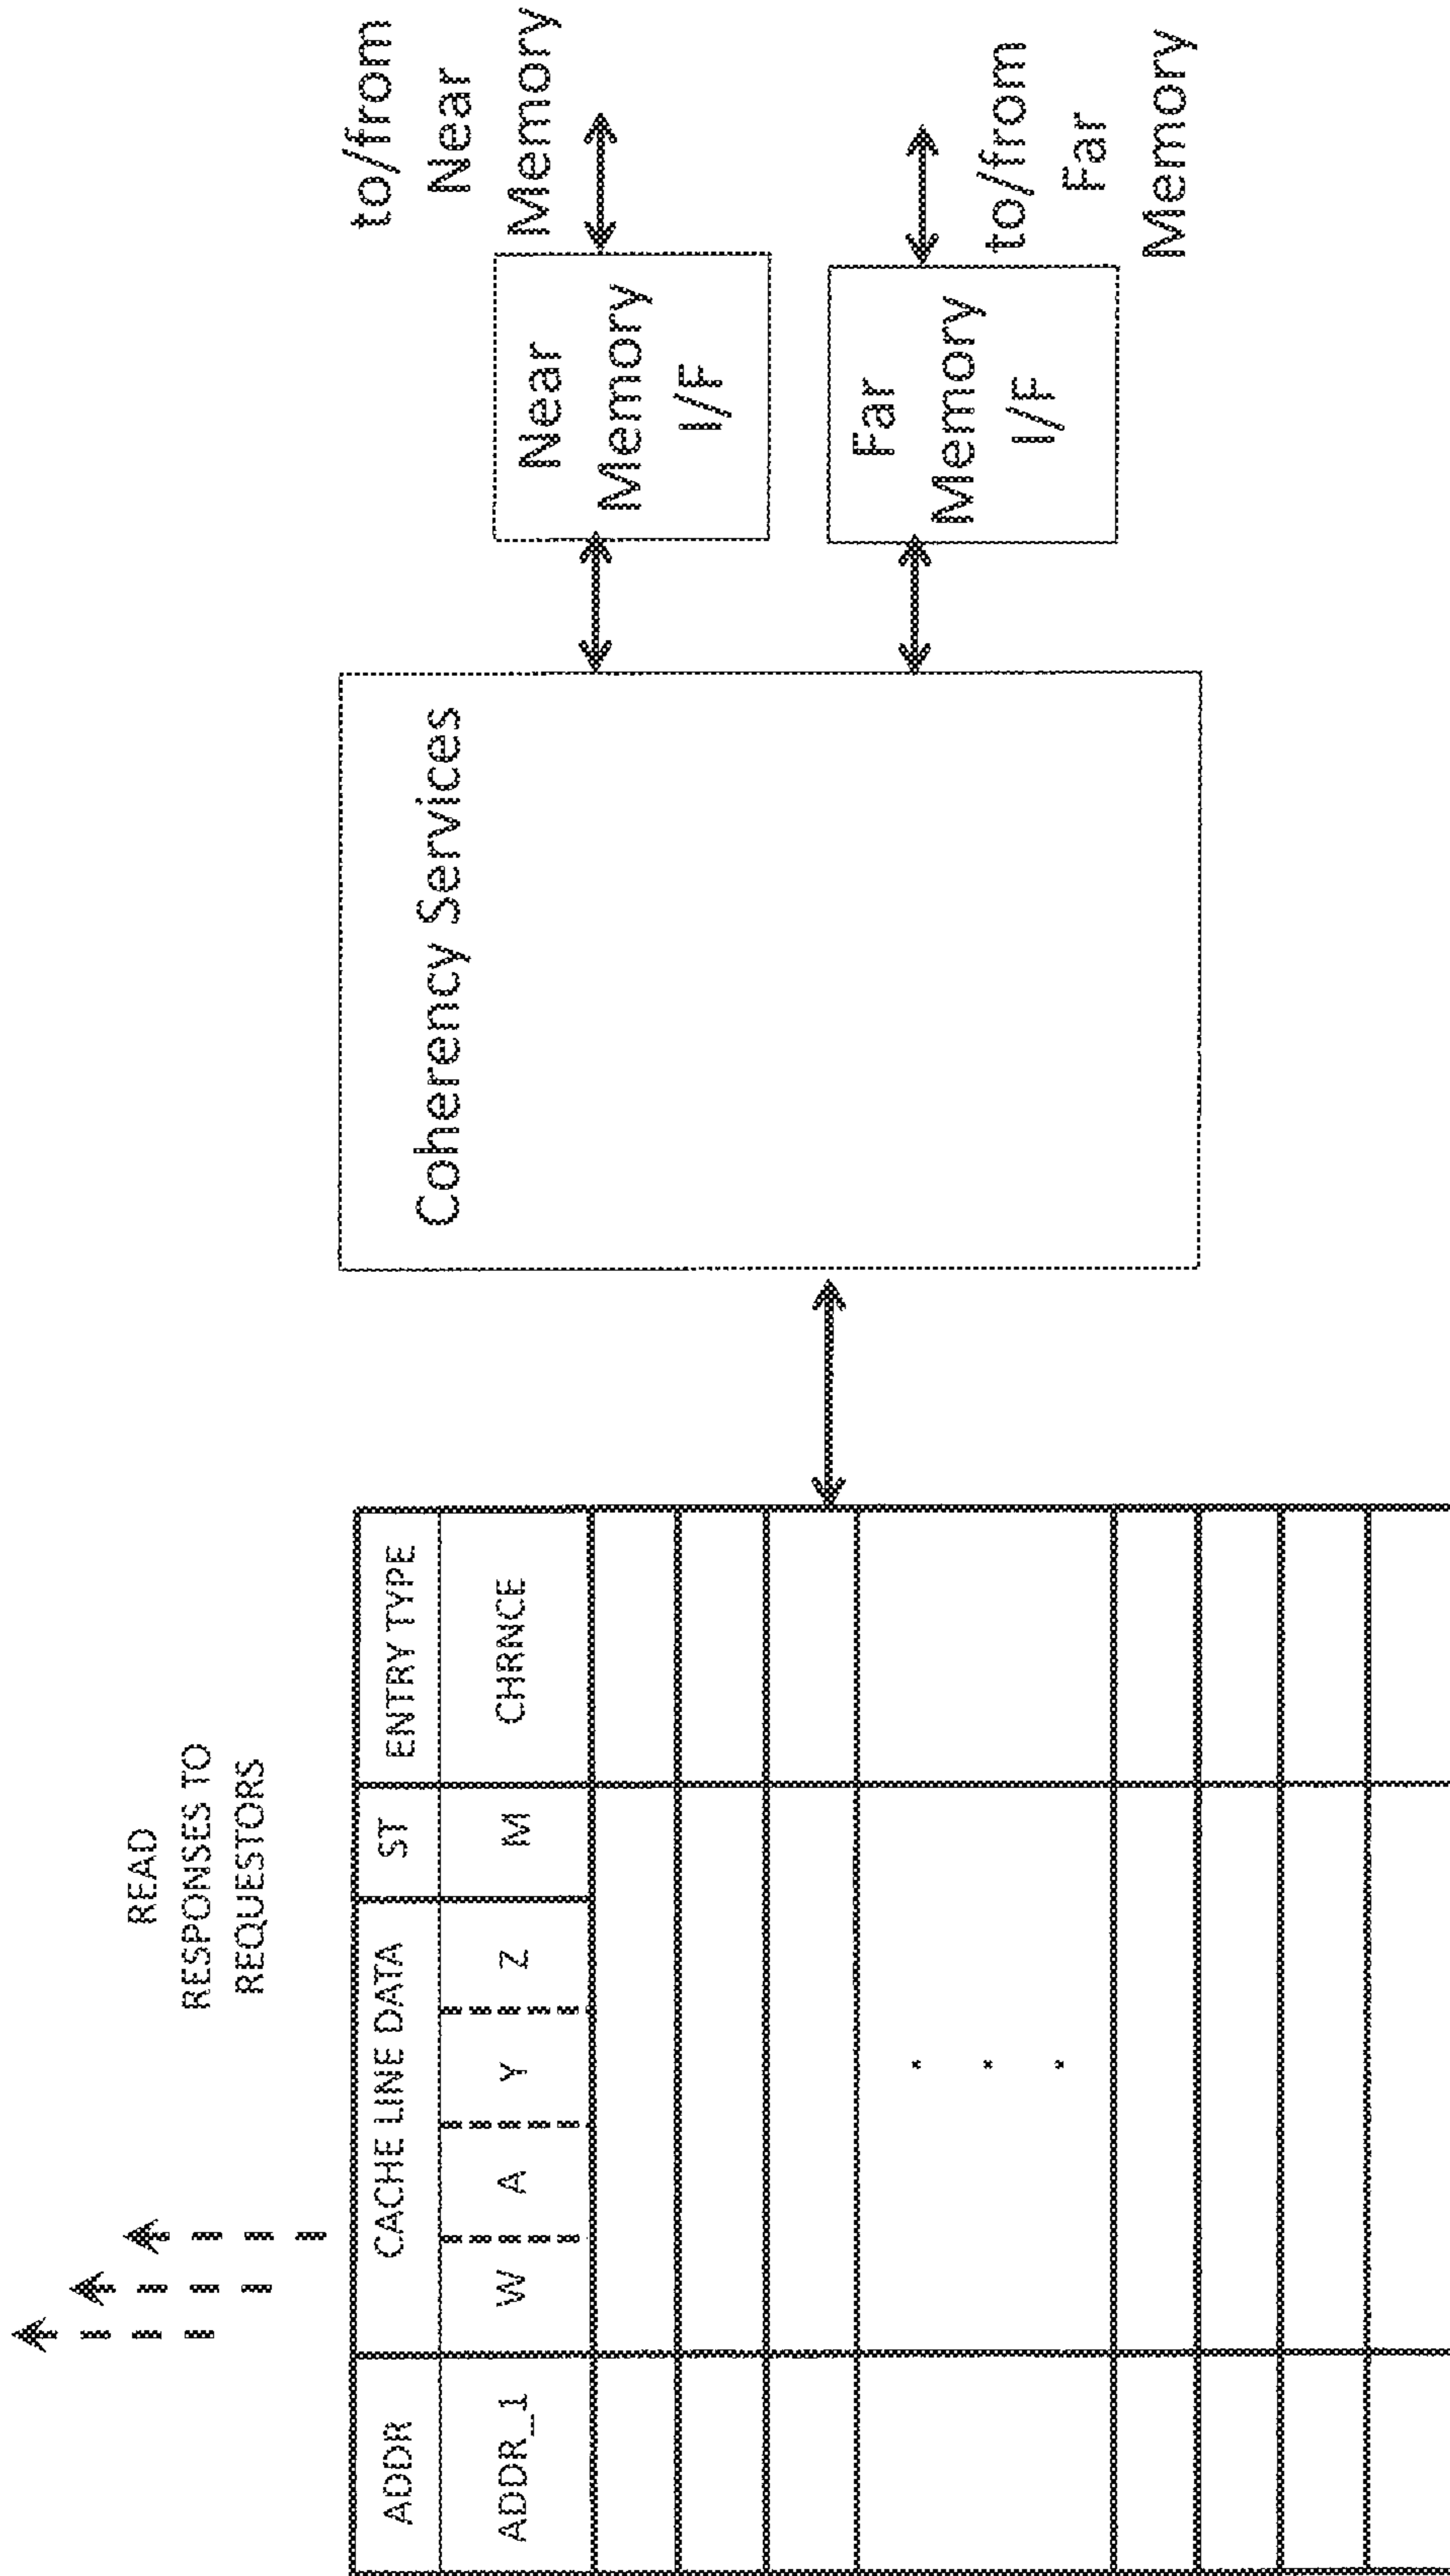 READ
RESPONSES TO
REQUESTORS
ADDR CACHE LINE DATA ST ENTRY TYPE
ADDR_1 W A Y Z M CHRNCE
. . .
Coherency Services
Near
Memory
I/F
to/from
Near
Memory
Far
Memory
I/F
to/from
Far
Memory